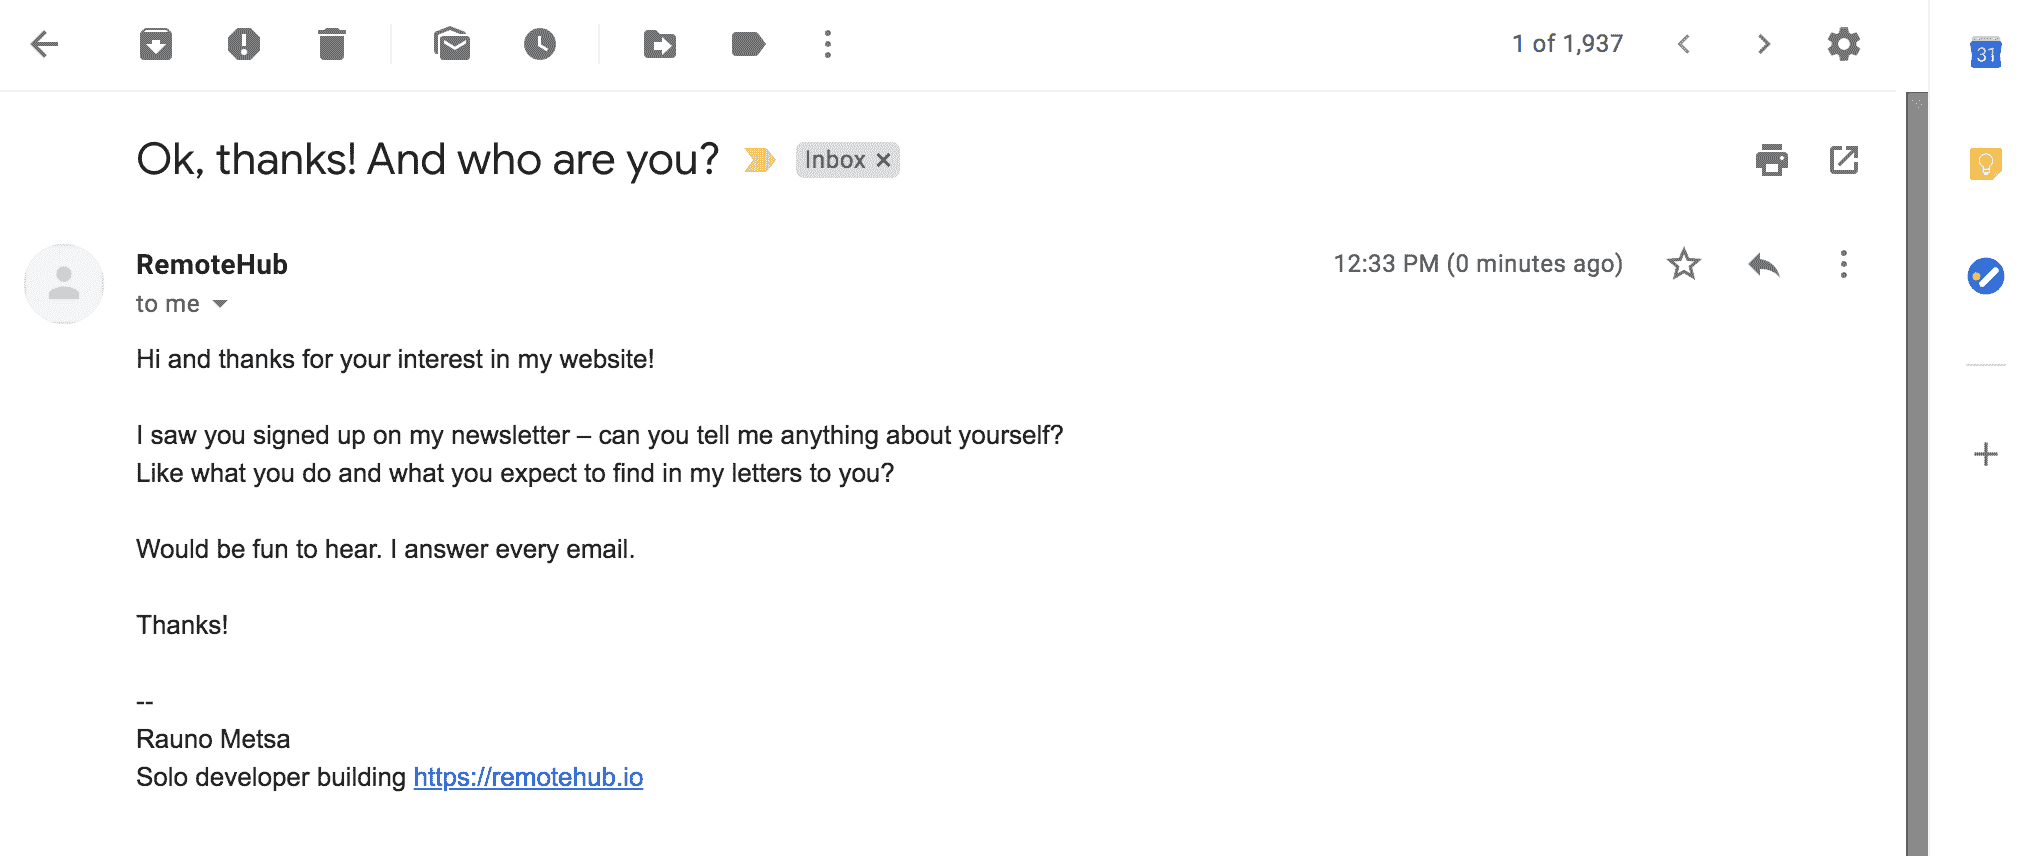 1 of 1,937
31
Ok, thanks! And who are you?
Inbox ×
RemoteHub
12:33 PM (0 minutes ago)
to me
Hi and thanks for your interest in my website!
I saw you signed up on my newsletter – can you tell me anything about yourself?
Like what you do and what you expect to find in my letters to you?
Would be fun to hear. I answer every email.
Thanks!
--
Rauno Metsa
Solo developer building https://remotehub.io